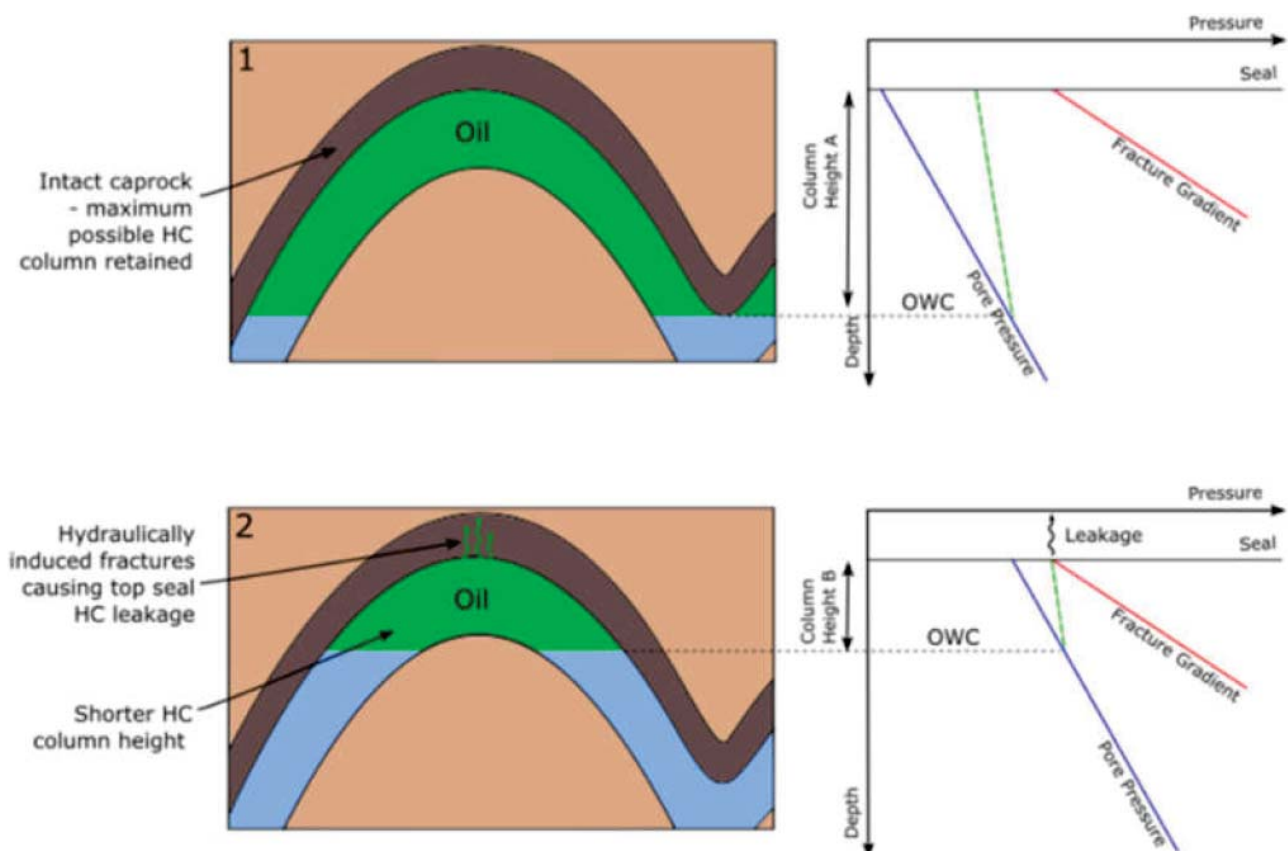 1
Oil
Intact caprock
- maximum
possible HC
column retained
Pressure
Seal
Column
Height A
Fracture Gradient
OWC
Pore Pressure
Depth
2
Oil
Hydraulically
induced fractures
causing top seal
HC leakage
Shorter HC
column height
Pressure
Leakage
Seal
Column
Height B
OWC
Fracture Gradient
Pore Pressure
Depth